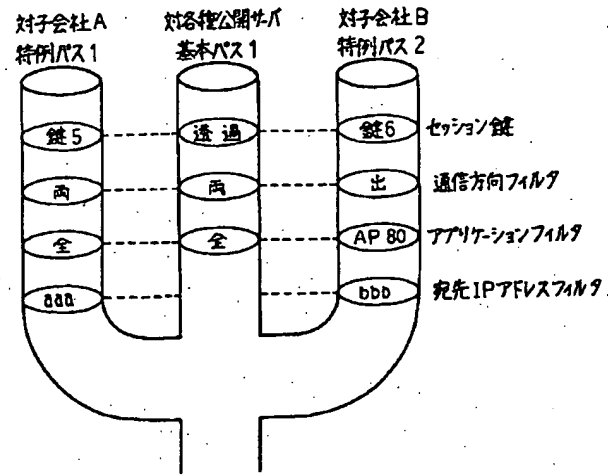 対子会社A
特例パス1
対各種公開サーバ
基本パス1
対子会社B
特例パス2
鍵5
透過
鍵6
セッション鍵
両
両
出
通信方向フィルタ
全
全
AP 80
アプリケーションフィルタ
aaa
bbb
宛先IPアドレスフィルタ